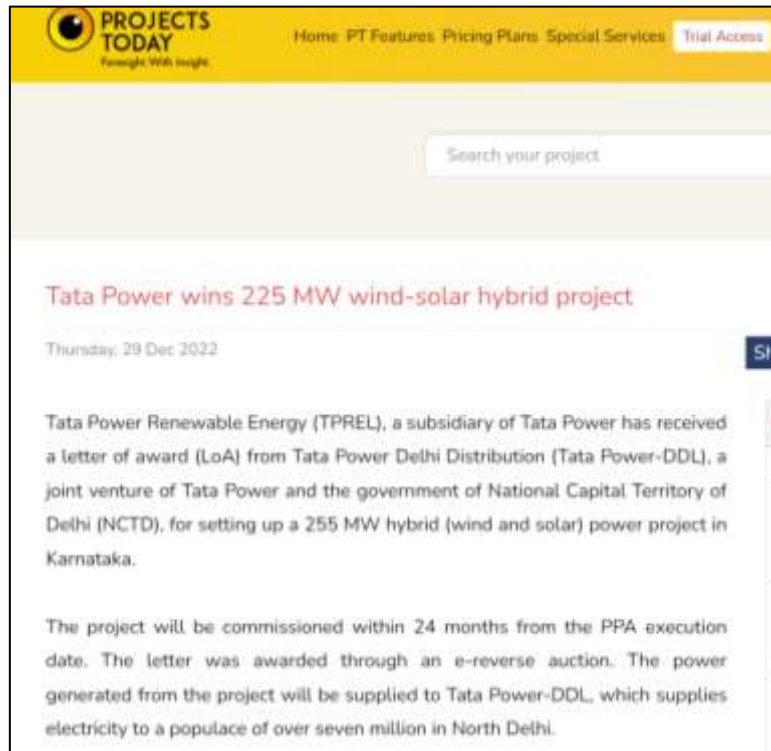 PROJECTS
TODAY
Foresight With Insight
Home PT Features Pricing Plans Special Services Trial Access
Search your project
Tata Power wins 225 MW wind-solar hybrid project
Thursday, 29 Dec 2022
Sh
Tata Power Renewable Energy (TPREL), a subsidiary of Tata Power has received
a letter of award (LoA) from Tata Power Delhi Distribution (Tata Power-DDL), a
joint venture of Tata Power and the government of National Capital Territory of
Delhi (NCTD), for setting up a 255 MW hybrid (wind and solar) power project in
Karnataka.
The project will be commissioned within 24 months from the PPA execution
date. The letter was awarded through an e-reverse auction. The power
generated from the project will be supplied to Tata Power-DDL, which supplies
electricity to a populace of over seven million in North Delhi.